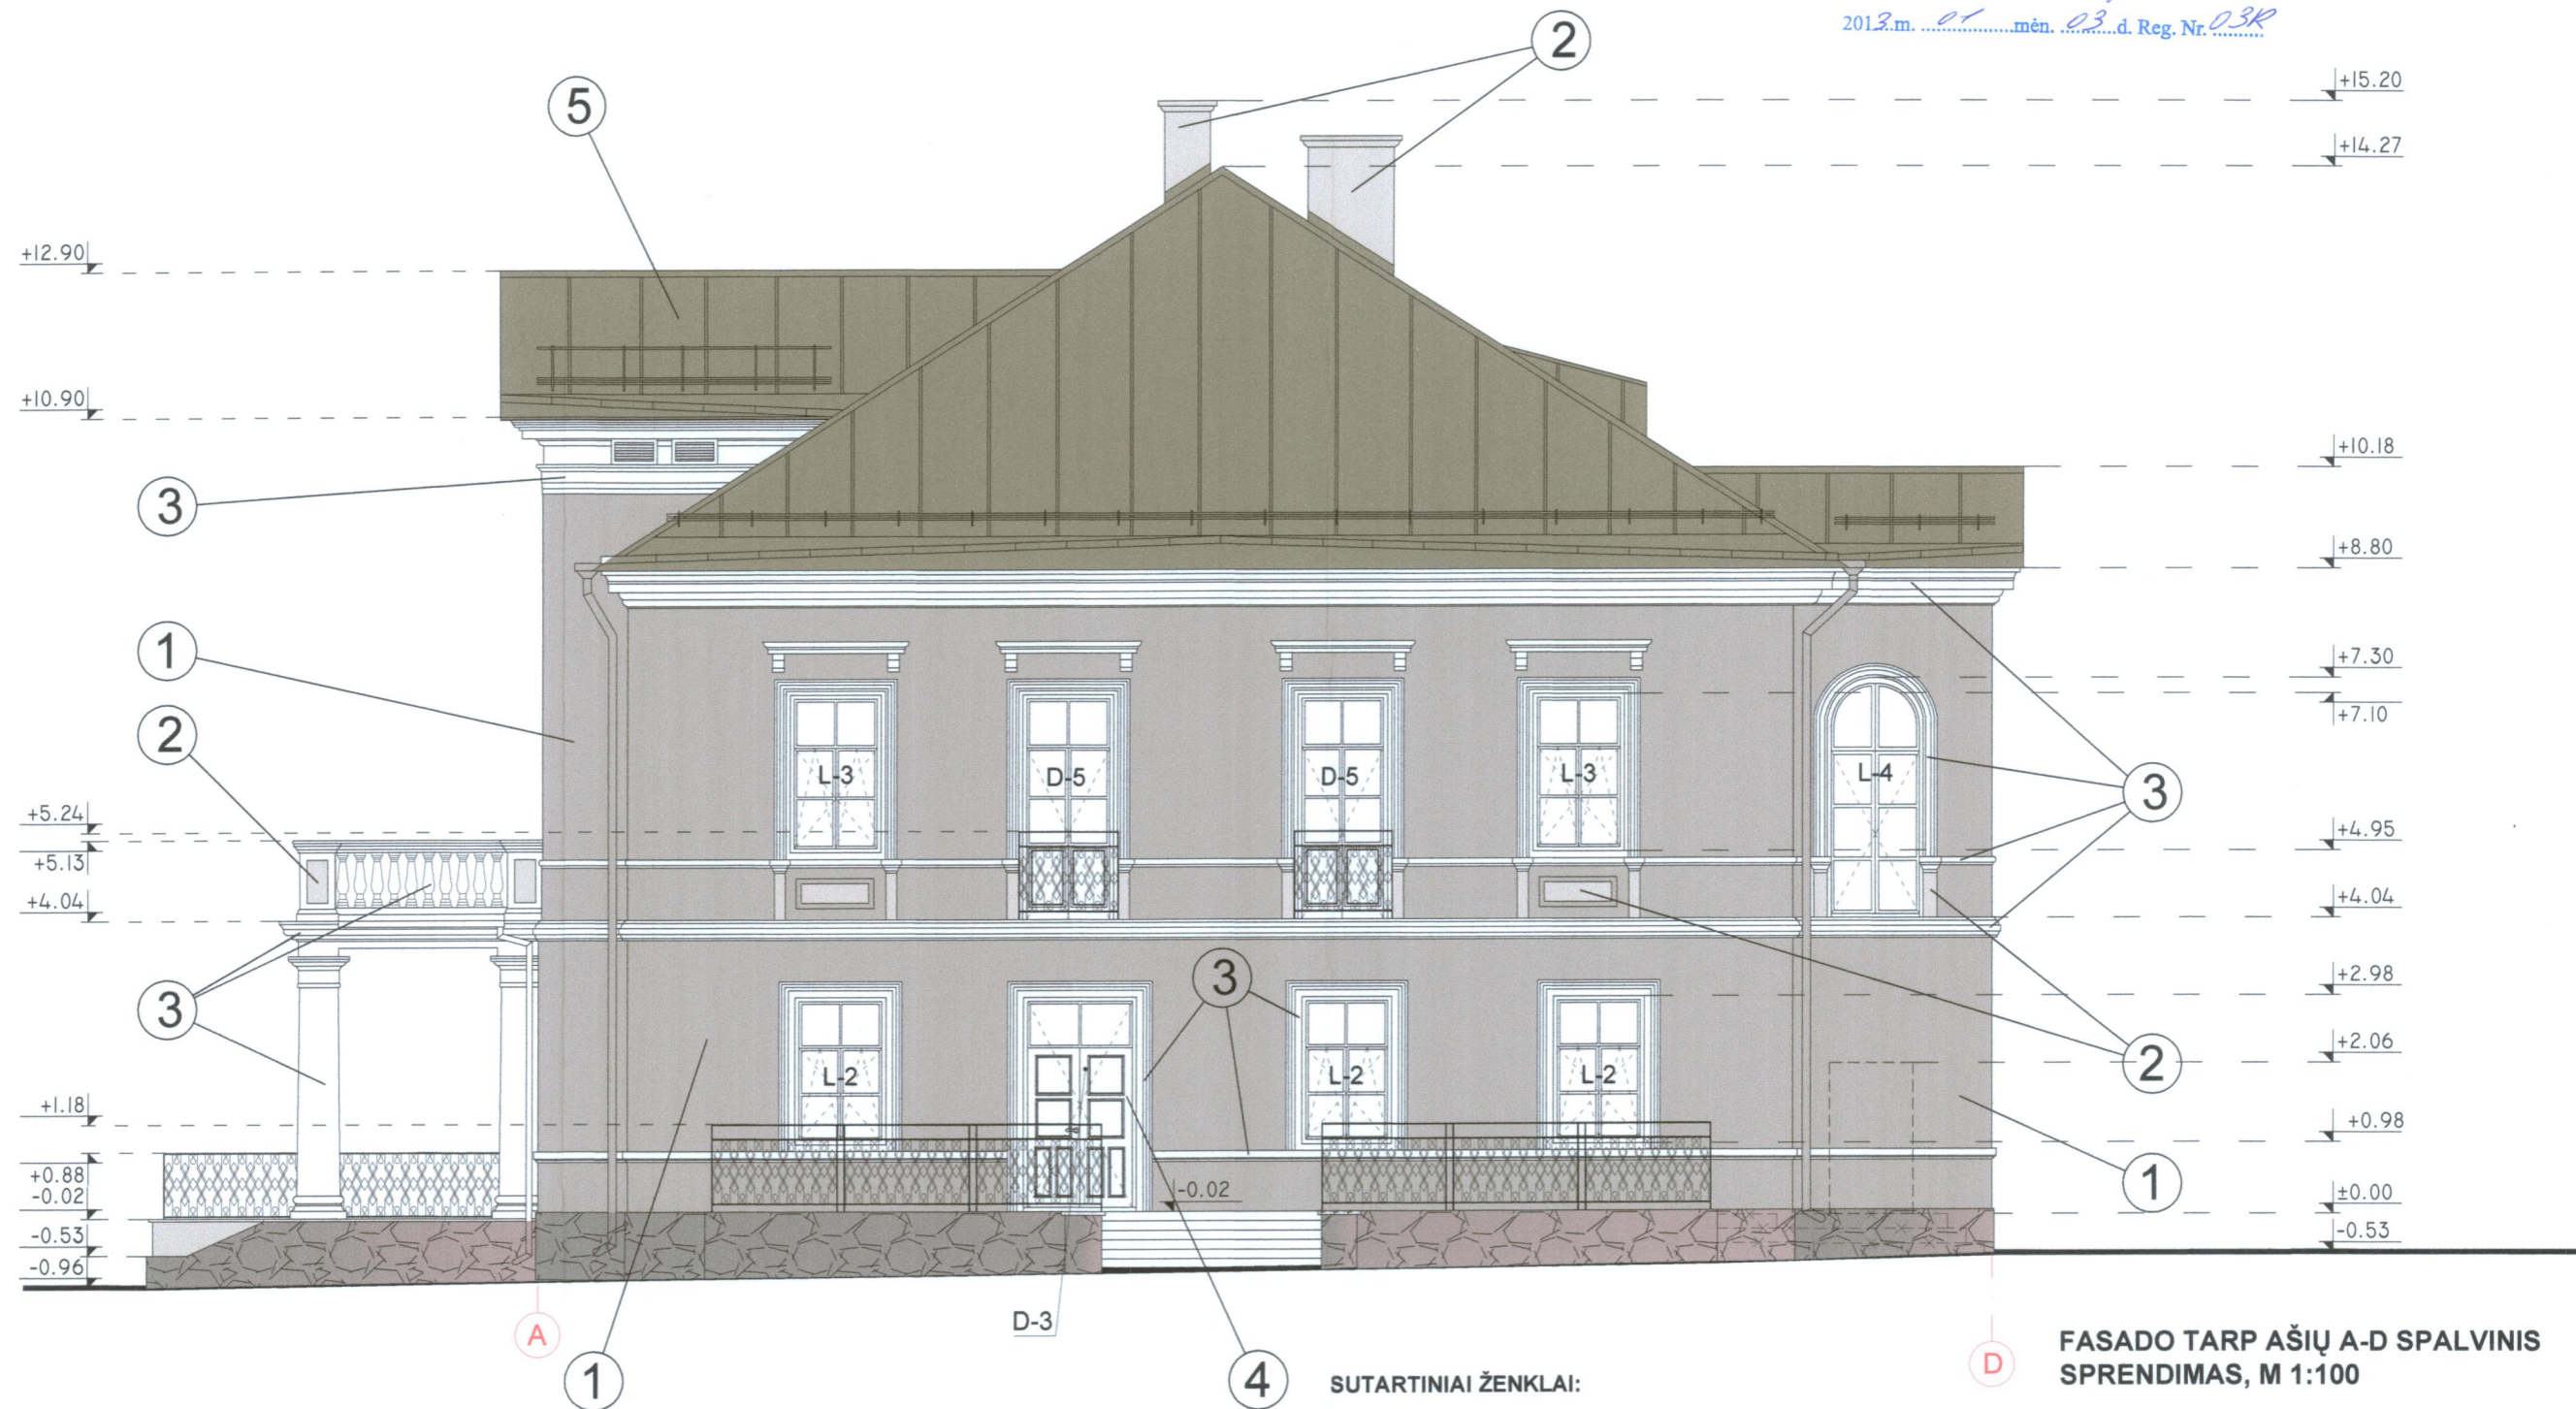 2013.m. 01 mėn. 03 d. Reg. Nr. 03R
2
5
+15.20
+14.27
+12.90
+10.90
+10.18
3
+8.80
1
+7.30
+7.10
2
L-3
D-5
D-5
L-3
L-4
3
+5.24
+5.13
+4.95
+4.04
+4.04
3
3
+2.98
+2.06
2
L-2
L-2
L-2
+1.18
+0.98
+0.88
-0.02
-0.02
1
±0.00
-0.53
-0.53
-0.96
D-3
A
1
4
SUTARTINIAI ŽENKLAI:
D
FASADO TARP AŠIŲ A-D SPALVINIS
SPRENDIMAS, M 1:100